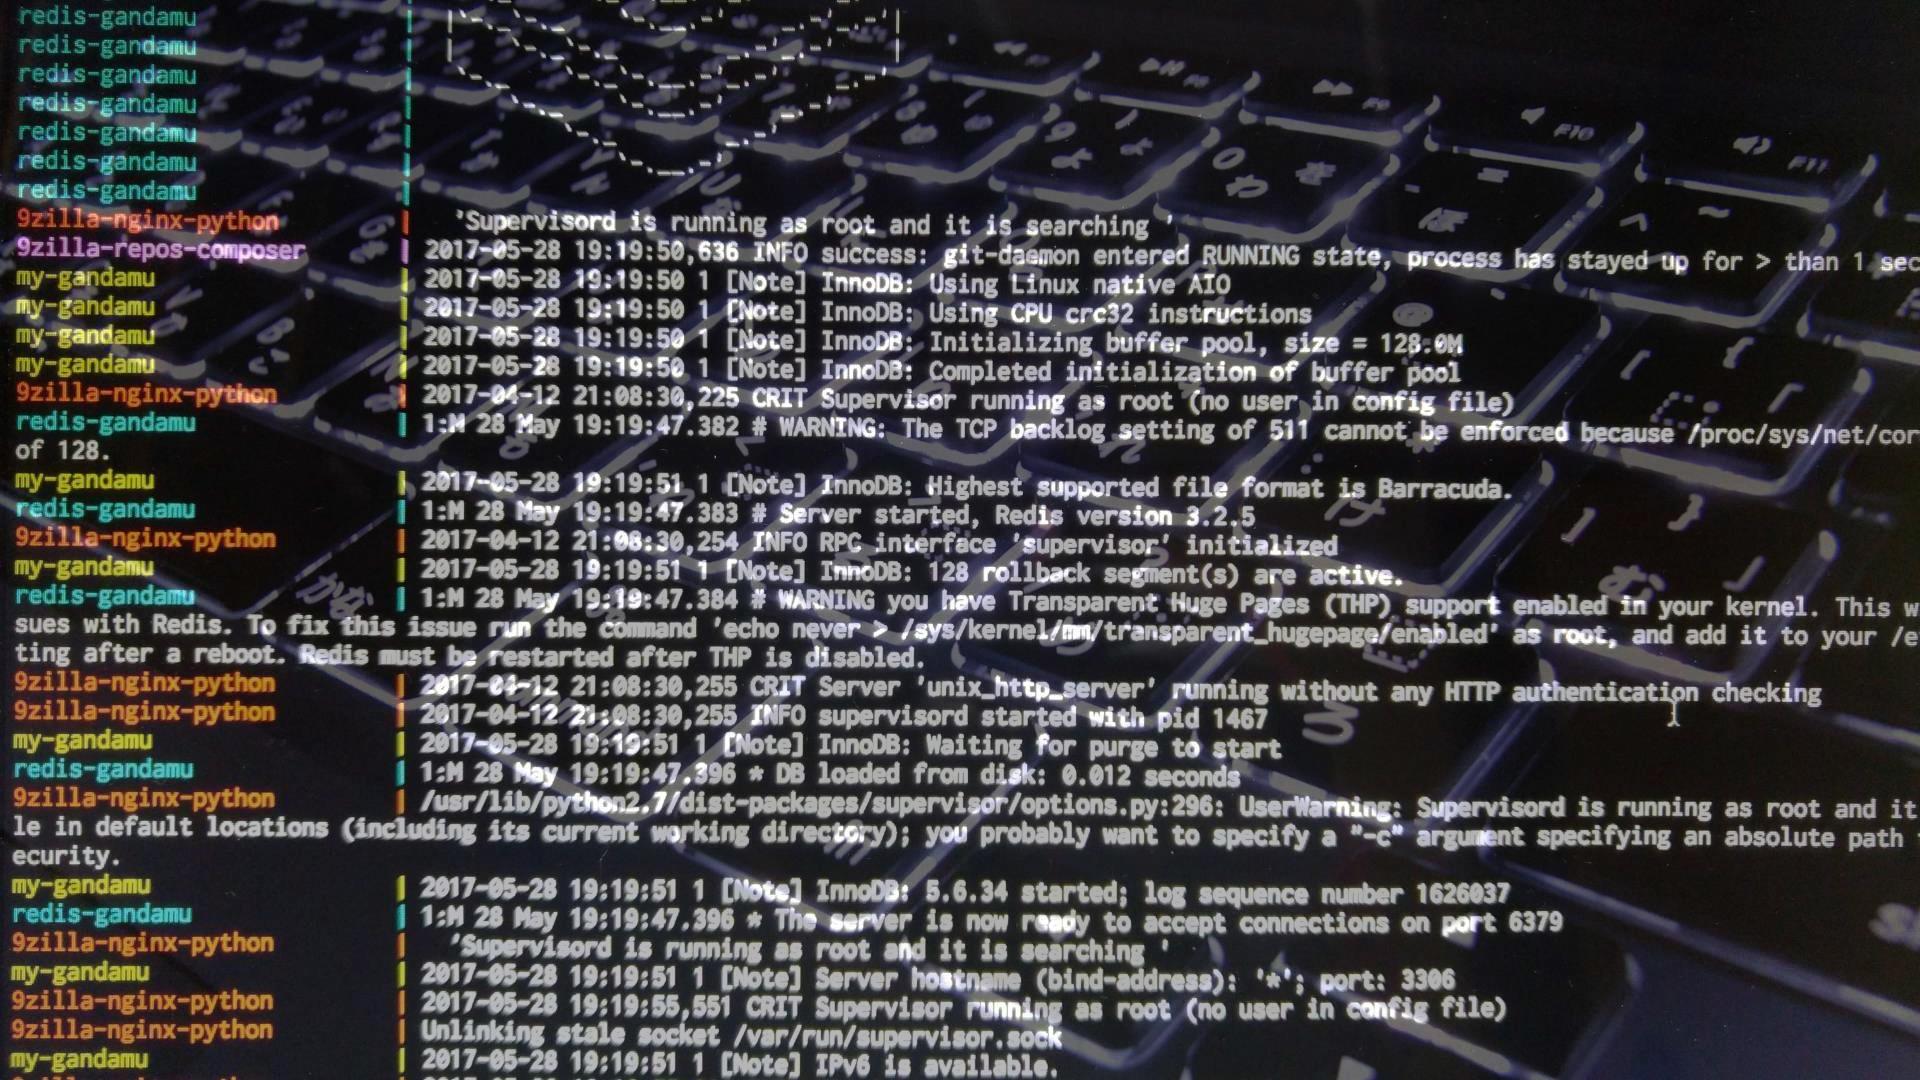 redis-gandamu |
redis-gandamu |
redis-gandamu |
redis-gandamu |
redis-gandamu |
redis-gandamu |
redis-gandamu |
9zilla-nginx-python | 'Supervisord is running as root and it is searching '
9zilla-repos-composer | 2017-05-28 19:19:50,636 INFO success: git-daemon entered RUNNING state, process has stayed up for > than 1 sec
my-gandamu | 2017-05-28 19:19:50 1 [Note] InnoDB: Using Linux native AIO
my-gandamu | 2017-05-28 19:19:50 1 [Note] InnoDB: Using CPU crc32 instructions
my-gandamu | 2017-05-28 19:19:50 1 [Note] InnoDB: Initializing buffer pool, size = 128.0M
my-gandamu | 2017-05-28 19:19:50 1 [Note] InnoDB: Completed initialization of buffer pool
9zilla-nginx-python | 2017-04-12 21:08:30,225 CRIT Supervisor running as root (no user in config file)
redis-gandamu | 1:M 28 May 19:19:47.382 # WARNING: The TCP backlog setting of 511 cannot be enforced because /proc/sys/net/cor
of 128.
my-gandamu | 2017-05-28 19:19:51 1 [Note] InnoDB: Highest supported file format is Barracuda.
redis-gandamu | 1:M 28 May 19:19:47.383 # Server started, Redis version 3.2.5
9zilla-nginx-python | 2017-04-12 21:08:30,254 INFO RPC interface 'supervisor' initialized
my-gandamu | 2017-05-28 19:19:51 1 [Note] InnoDB: 128 rollback segment(s) are active.
redis-gandamu | 1:M 28 May 19:19:47.384 # WARNING you have Transparent Huge Pages (THP) support enabled in your kernel. This w
sues with Redis. To fix this issue run the command 'echo never > /sys/kernel/mm/transparent_hugepage/enabled' as root, and add it to your /e
ting after a reboot. Redis must be restarted after THP is disabled.
9zilla-nginx-python | 2017-04-12 21:08:30,255 CRIT Server 'unix_http_server' running without any HTTP authentication checking
9zilla-nginx-python | 2017-04-12 21:08:30,255 INFO supervisord started with pid 1467
my-gandamu | 2017-05-28 19:19:51 1 [Note] InnoDB: Waiting for purge to start
redis-gandamu | 1:M 28 May 19:19:47.396 * DB loaded from disk: 0.012 seconds
9zilla-nginx-python | /usr/lib/python2.7/dist-packages/supervisor/options.py:296: UserWarning: Supervisord is running as root and it
le in default locations (including its current working directory); you probably want to specify a "-c" argument specifying an absolute path
ecurity.
my-gandamu | 2017-05-28 19:19:51 1 [Note] InnoDB: 5.6.34 started; log sequence number 1626037
redis-gandamu | 1:M 28 May 19:19:47.396 * The server is now ready to accept connections on port 6379
9zilla-nginx-python | 'Supervisord is running as root and it is searching '
my-gandamu | 2017-05-28 19:19:51 1 [Note] Server hostname (bind-address): '*'; port: 3306
9zilla-nginx-python | 2017-05-28 19:19:55,551 CRIT Supervisor running as root (no user in config file)
9zilla-nginx-python | Unlinking stale socket /var/run/supervisor.sock
my-gandamu | 2017-05-28 19:19:51 1 [Note] IPv6 is available.